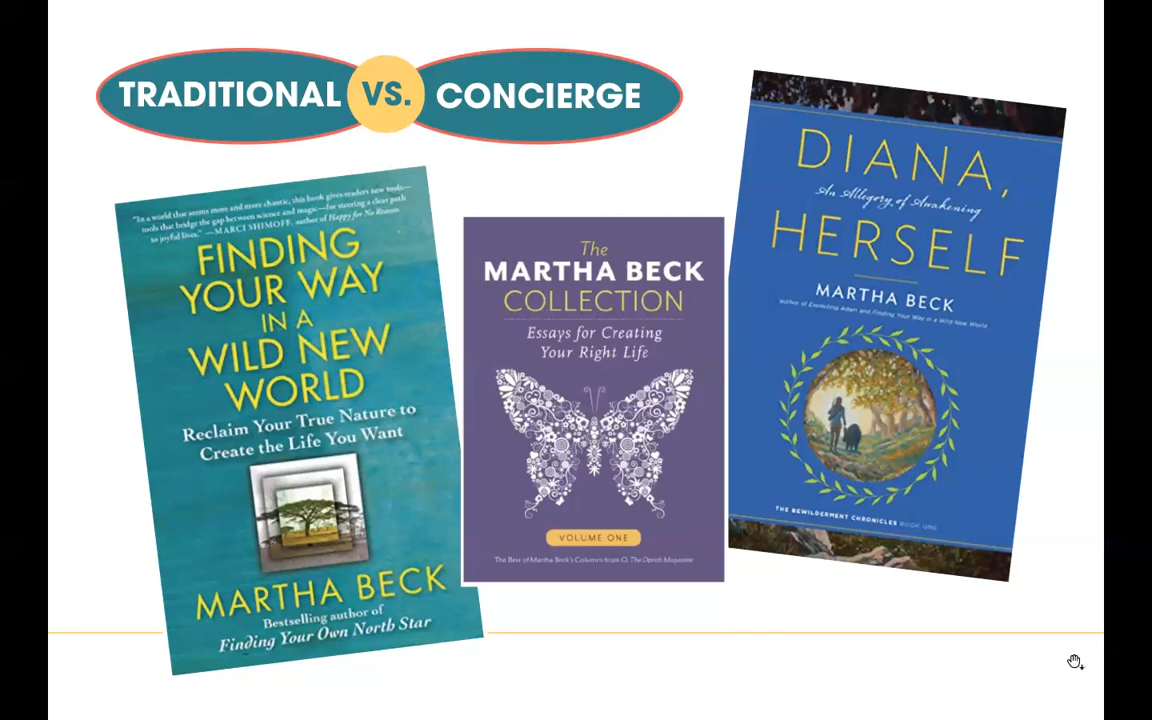 TRADITIONAL VS. CONCIERGE
"In a world that seems more and more chaotic, this book gives readers new tools—
tools that bridge the gap between science and magic—for steering a clear path
to joyful lives." —MARCI SHIMOFF, author of Happy for No Reason
FINDING
YOUR WAY
IN A
WILD NEW
WORLD
Reclaim Your True Nature to
Create the Life You Want
MARTHA BECK
Bestselling author of
Finding Your Own North Star
The
MARTHA BECK
COLLECTION
Essays for Creating
Your Right Life
VOLUME ONE
The Best of Martha Beck's Columns from O, The Oprah Magazine
DIANA,
An Allegory of Awakening
HERSELF
MARTHA BECK
author of Expecting Adam and Finding Your Way in a Wild New World
THE BEWILDERMENT CHRONICLES BOOK ONE